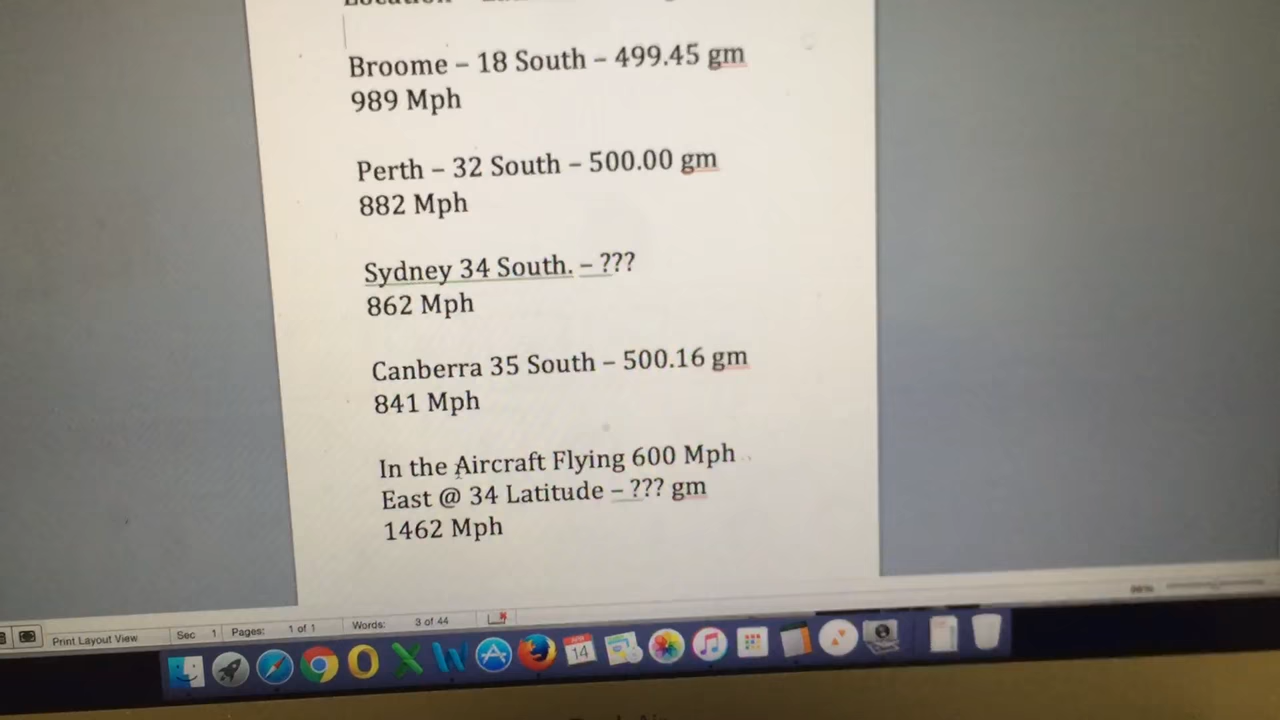 Broome – 18 South – 499.45 gm
989 Mph
Perth – 32 South – 500.00 gm
882 Mph
Sydney 34 South. – ???
862 Mph
Canberra 35 South – 500.16 gm
841 Mph
In the Aircraft Flying 600 Mph
East @ 34 Latitude – ??? gm
1462 Mph
Print Layout View Sec 1 Pages: 1 of 1 Words: 3 of 44
14